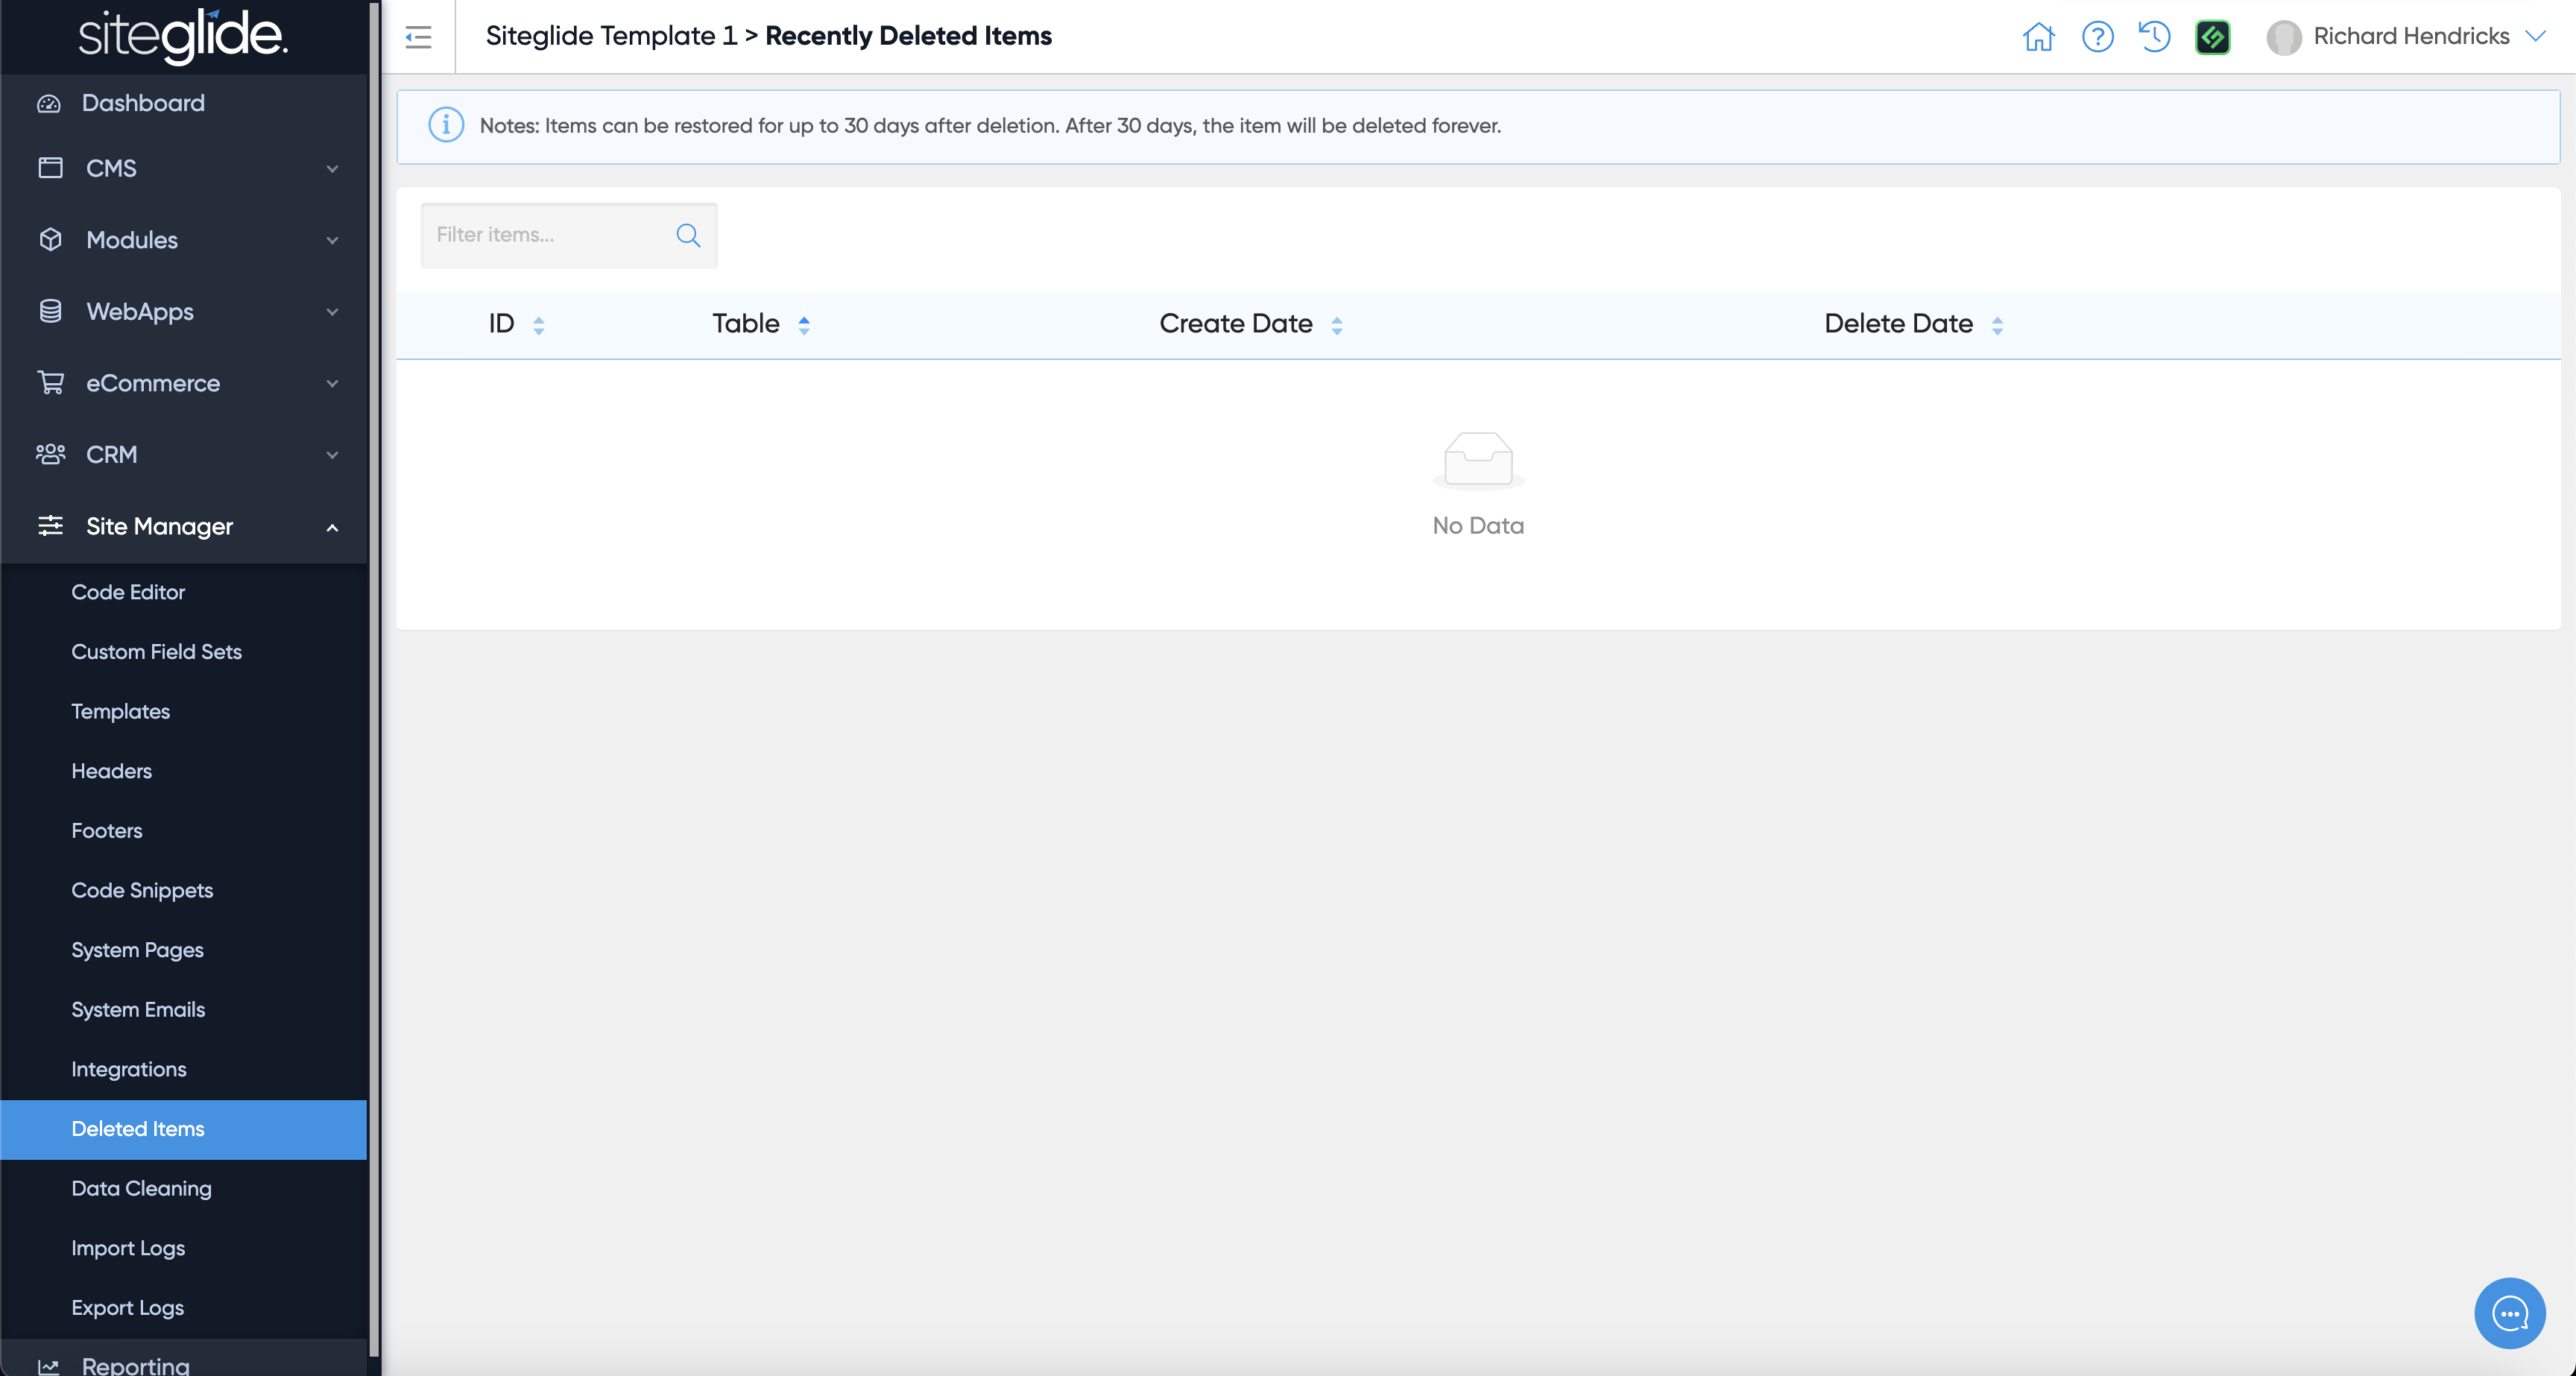 siteglide.
Siteglide Template 1 > Recently Deleted Items
Richard Hendricks
Dashboard
CMS
Modules
WebApps
eCommerce
CRM
Site Manager
Code Editor
Custom Field Sets
Templates
Headers
Footers
Code Snippets
System Pages
System Emails
Integrations
Deleted Items
Data Cleaning
Import Logs
Export Logs
Reporting
Notes: Items can be restored for up to 30 days after deletion. After 30 days, the item will be deleted forever.
Filter items...
ID Table Create Date Delete Date
No Data